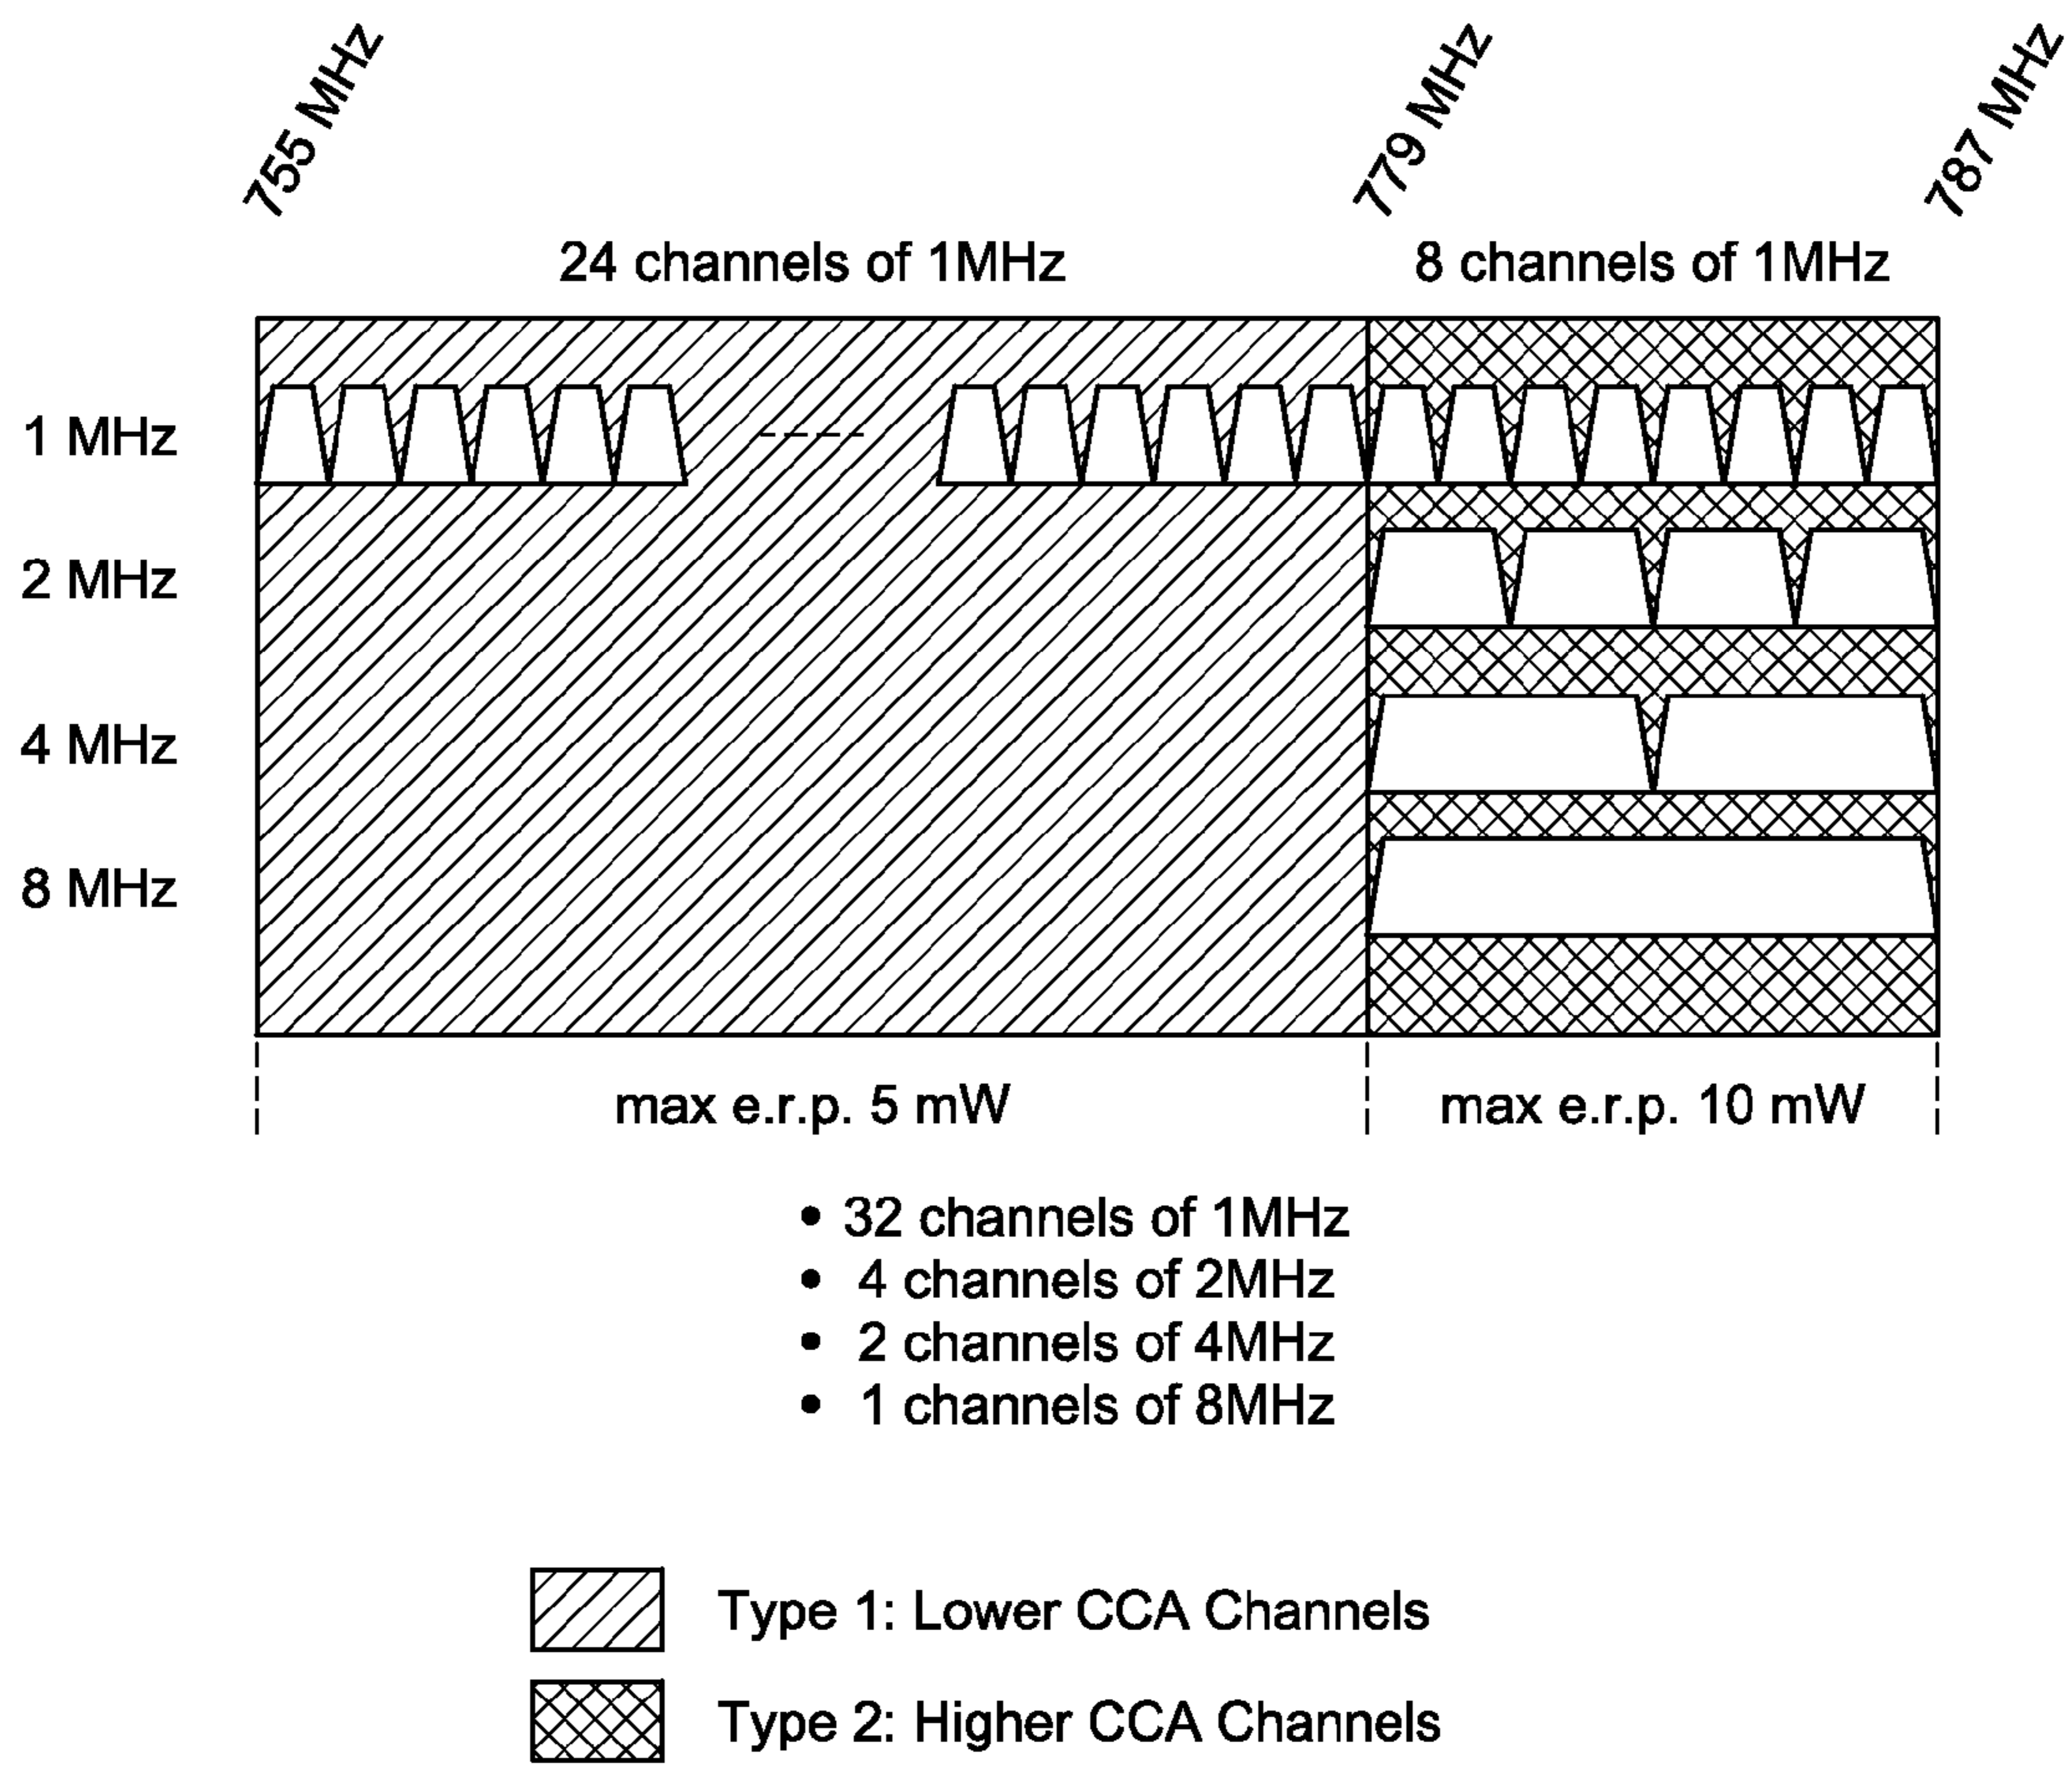 755 MHz
779 MHz
787 MHz
24 channels of 1MHz
8 channels of 1MHz
1 MHz
2 MHz
4 MHz
8 MHz
max e.r.p. 5 mW
max e.r.p. 10 mW
• 32 channels of 1MHz
• 4 channels of 2MHz
• 2 channels of 4MHz
• 1 channels of 8MHz
Type 1: Lower CCA Channels
Type 2: Higher CCA Channels